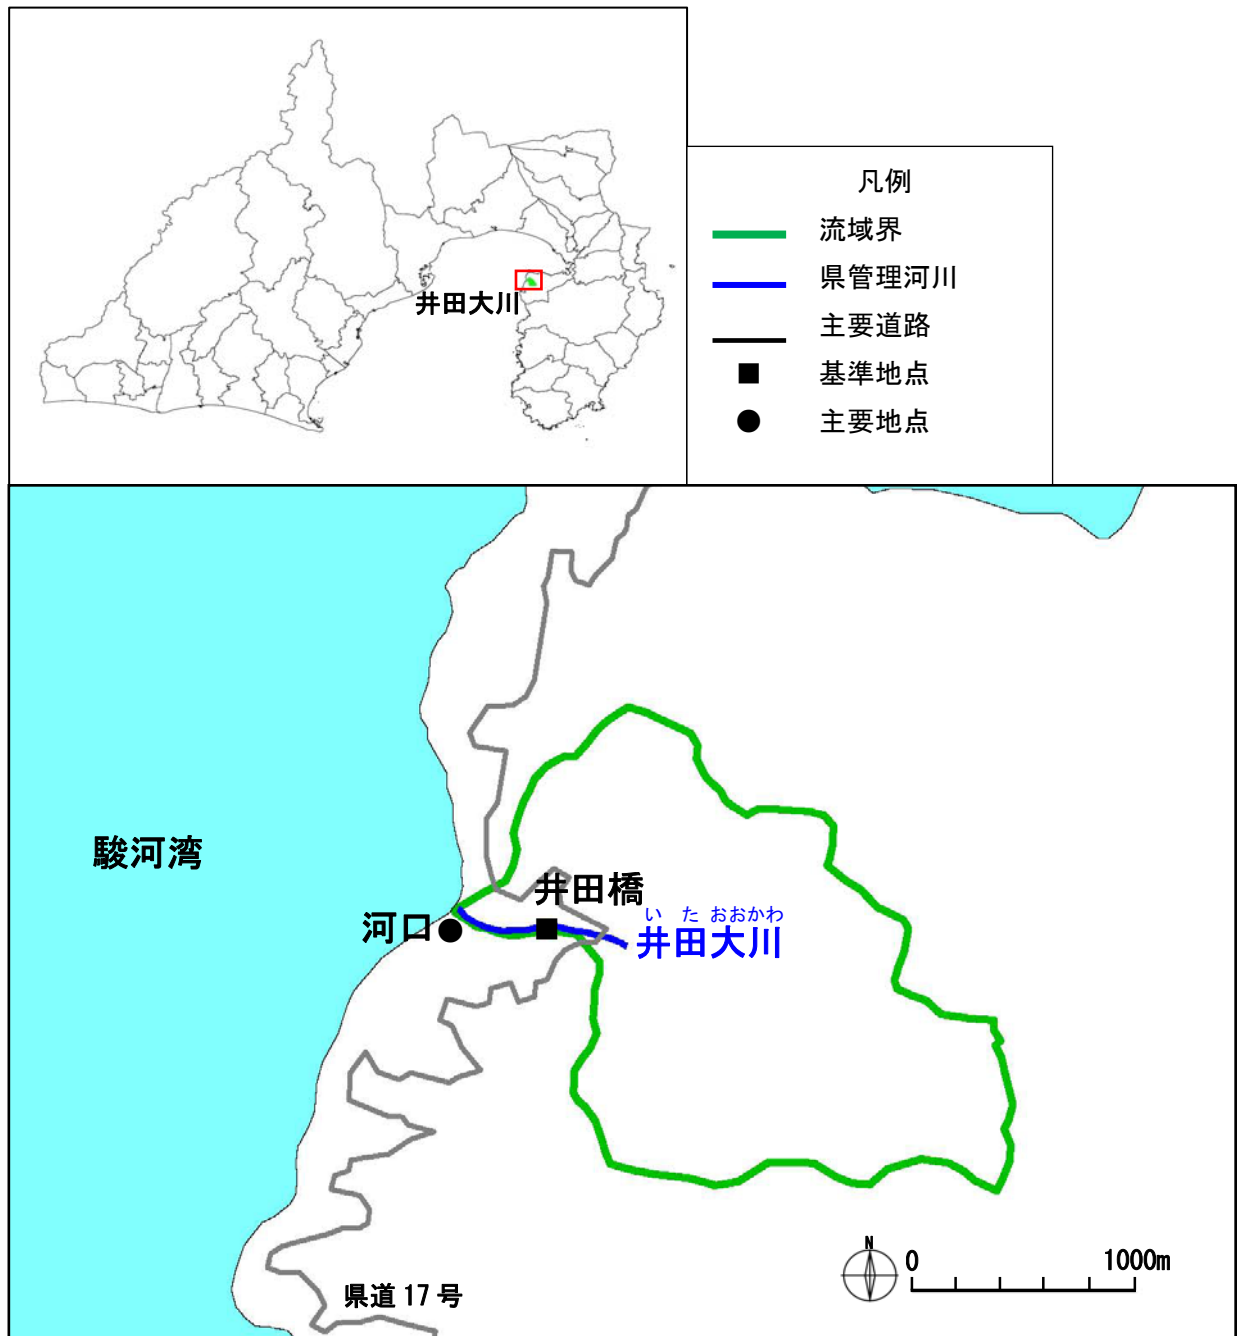 井田大川
凡例
流域界
県管理河川
主要道路
基準地点
主要地点
駿河湾
井田橋
河口
いた おおかわ
井田大川
県道 17 号
N
0
1000m